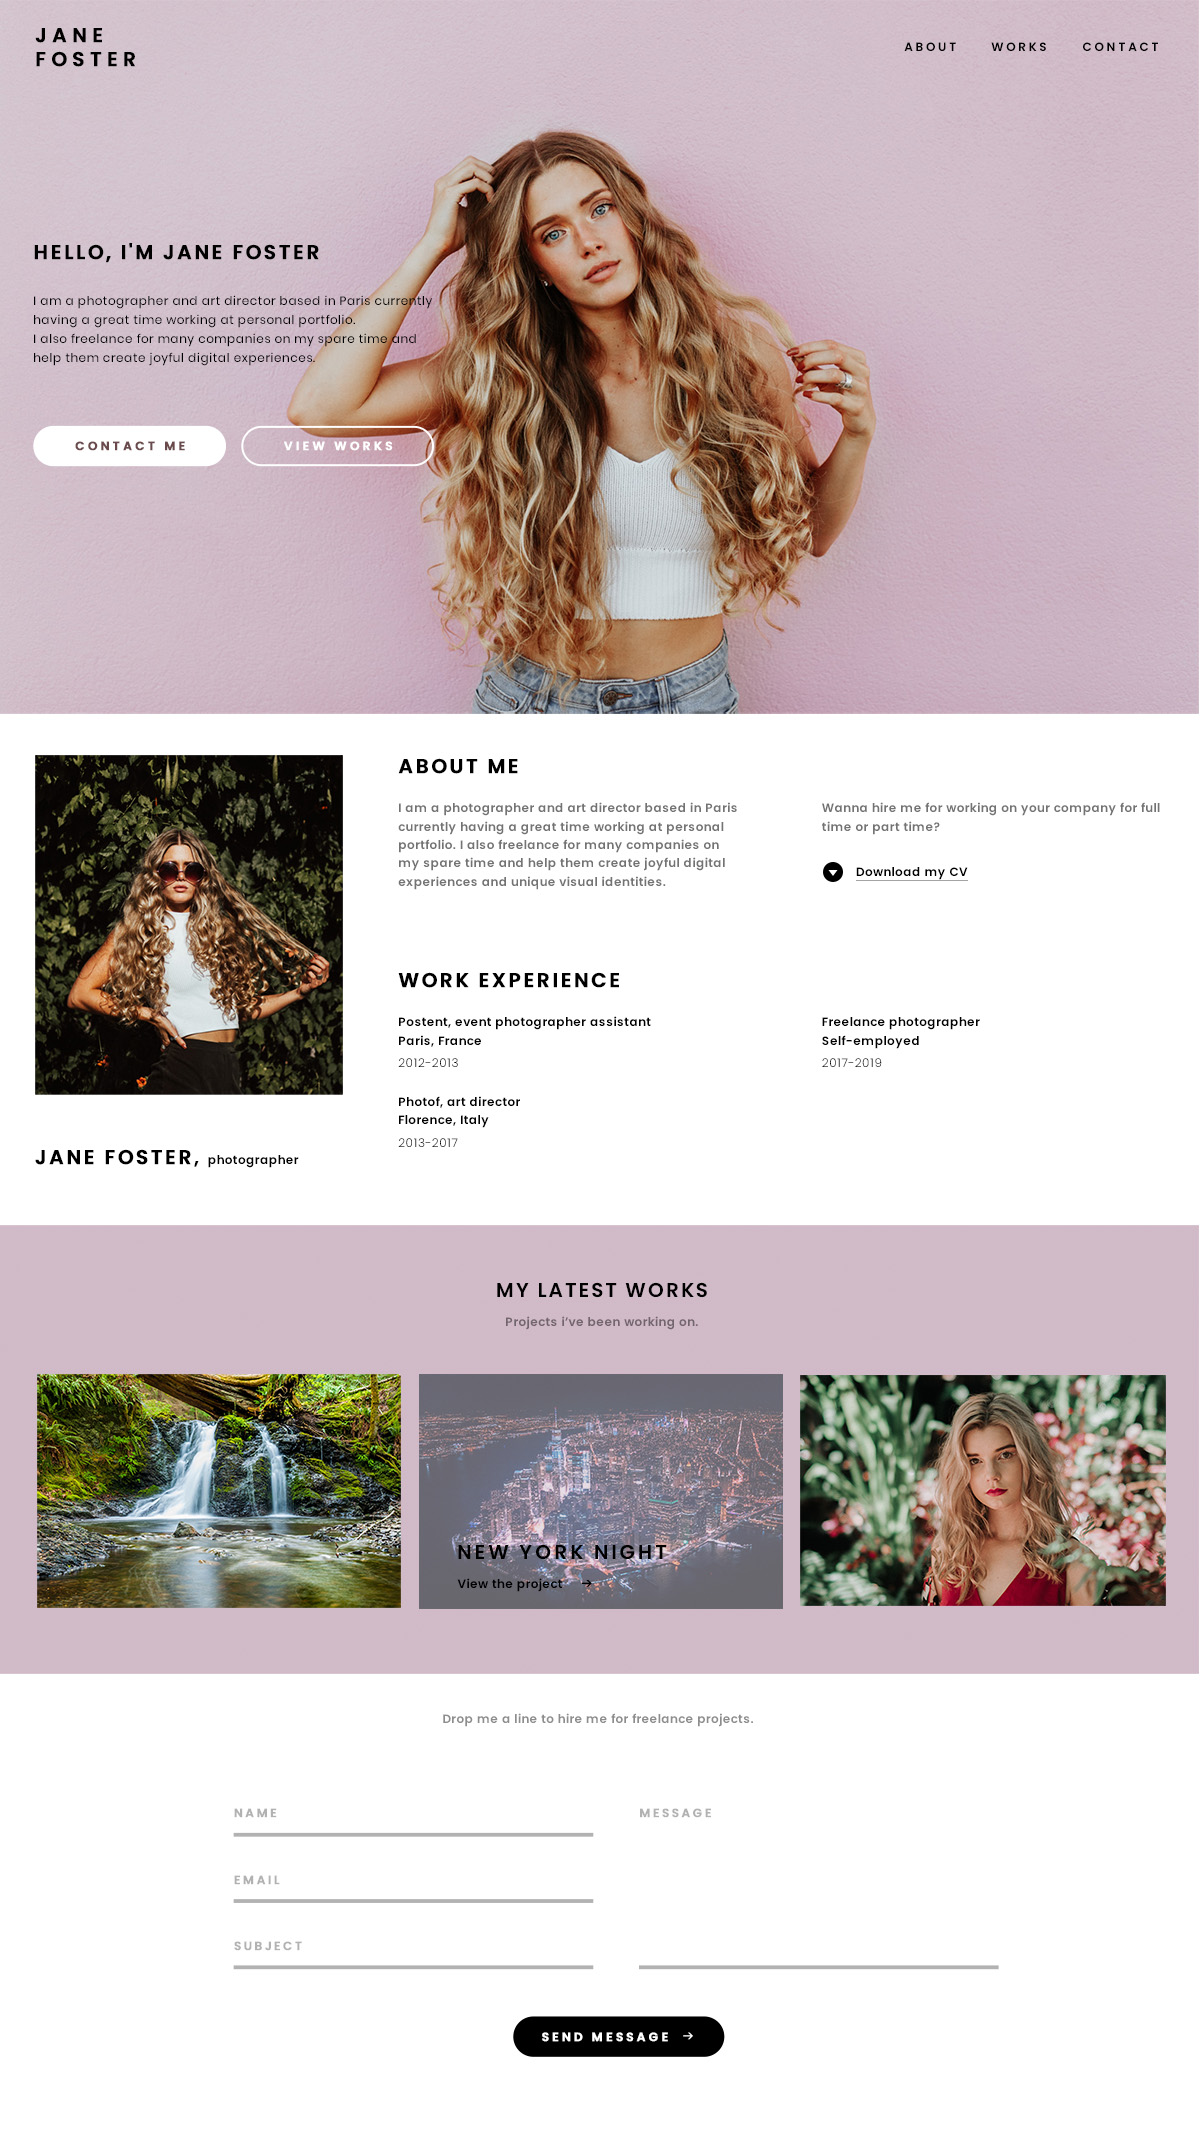 JANE
FOSTER
ABOUT WORKS CONTACT
HELLO, I'M JANE FOSTER
I am a photographer and art director based in Paris currently
having a great time working at personal portfolio.
I also freelance for many companies on my spare time and
help them create joyful digital experiences.
CONTACT ME
VIEW WORKS
ABOUT ME
I am a photographer and art director based in Paris
currently having a great time working at personal
portfolio. I also freelance for many companies on
my spare time and help them create joyful digital
experiences and unique visual identities.
Wanna hire me for working on your company for full
time or part time?
Download my CV
WORK EXPERIENCE
Postent, event photographer assistant
Paris, France
2012-2013
Freelance photographer
Self-employed
2017-2019
Photof, art director
Florence, Italy
2013-2017
JANE FOSTER, photographer
MY LATEST WORKS
Projects i’ve been working on.
NEW YORK NIGHT
View the project →
Drop me a line to hire me for freelance projects.
NAME
EMAIL
SUBJECT
MESSAGE
SEND MESSAGE →